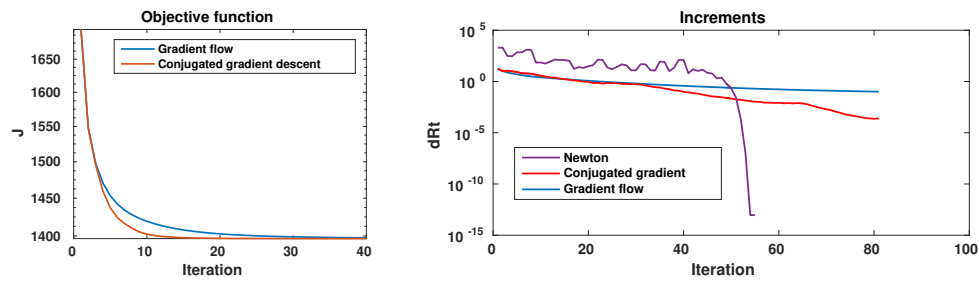 Objective function
J
1650
1600
1550
1500
1450
1400
Gradient flow
Conjugated gradient descent
0 10 20 30 40
Iteration
Increments
dRt
10^5
10^0
10^-5
10^-10
10^-15
Newton
Conjugated gradient
Gradient flow
0 20 40 60 80 100
Iteration